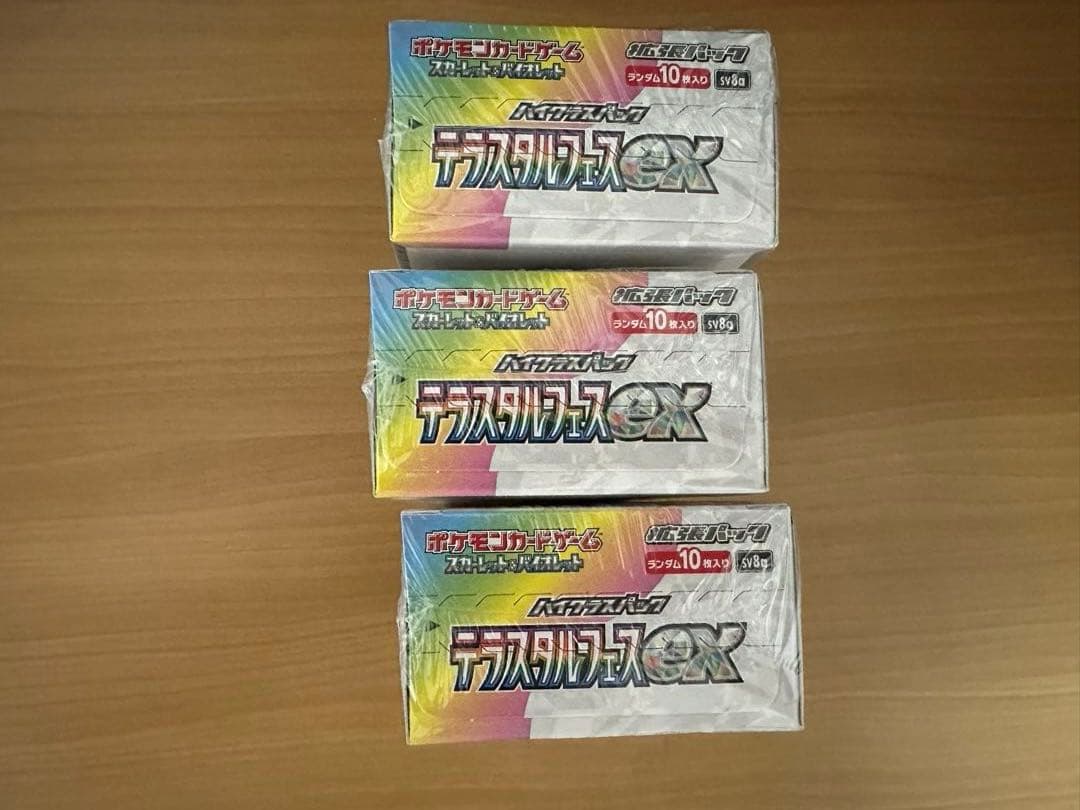 ポケモンカードゲーム
スカーレット&バイオレット
拡張パック
ランダム10枚入り sv8a
ハイクラスパック
テラスタルフェスex
ポケモンカードゲーム
スカーレット&バイオレット
拡張パック
ランダム10枚入り sv8a
ハイクラスパック
テラスタルフェスex
ポケモンカードゲーム
スカーレット&バイオレット
拡張パック
ランダム10枚入り sv8a
ハイクラスパック
テラスタルフェスex